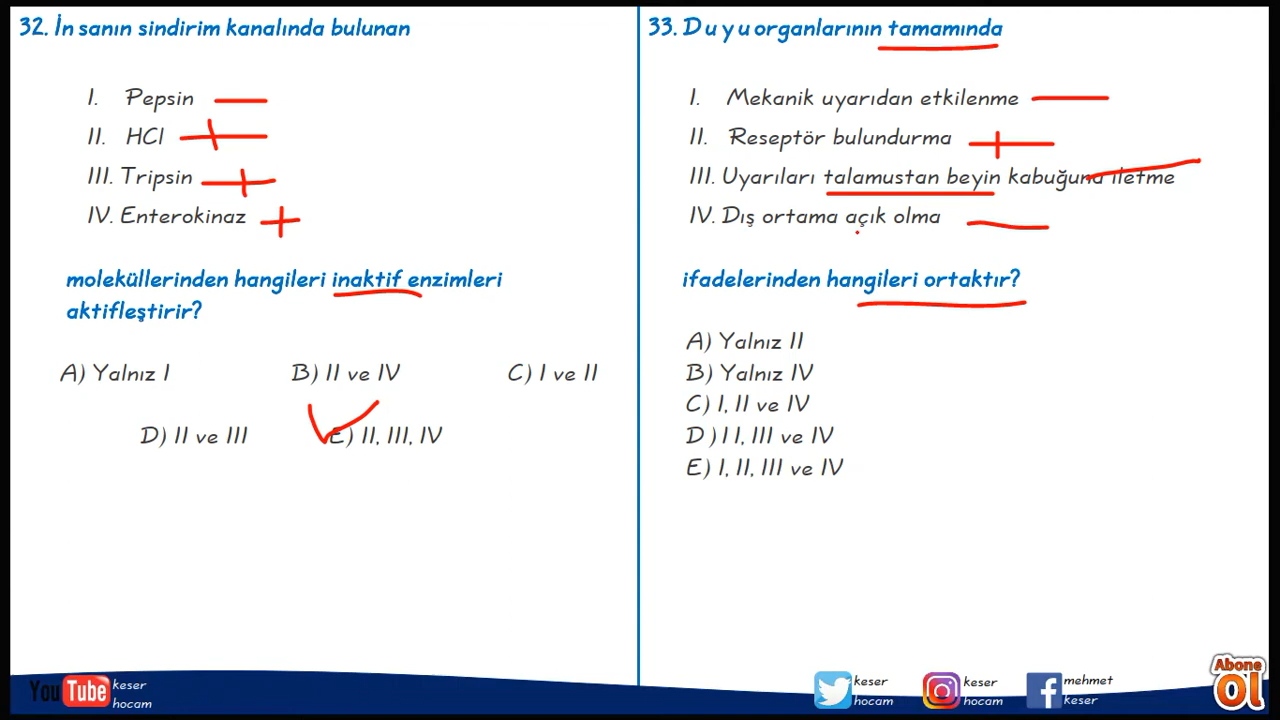 32. İn sanın sindirim kanalında bulunan
I. Pepsin
II. HCl
III. Tripsin
IV. Enterokinaz
moleküllerinden hangileri inaktif enzimleri
aktifleştirir?
A) Yalnız I B) II ve IV C) I ve II
D) II ve III E) II, III, IV
33. D u y u organlarının tamamında
I. Mekanik uyarıdan etkilenme
II. Reseptör bulundurma
III. Uyarıları talamustan beyin kabuğuna iletme
IV. Dış ortama açık olma
ifadelerinden hangileri ortaktır?
A) Yalnız II
B) Yalnız IV
C) I, II ve IV
D ) I I, III ve IV
E) I, II, III ve IV
YouTube keser hocam
keser hocam
keser hocam
mehmet keser
Abone
OL